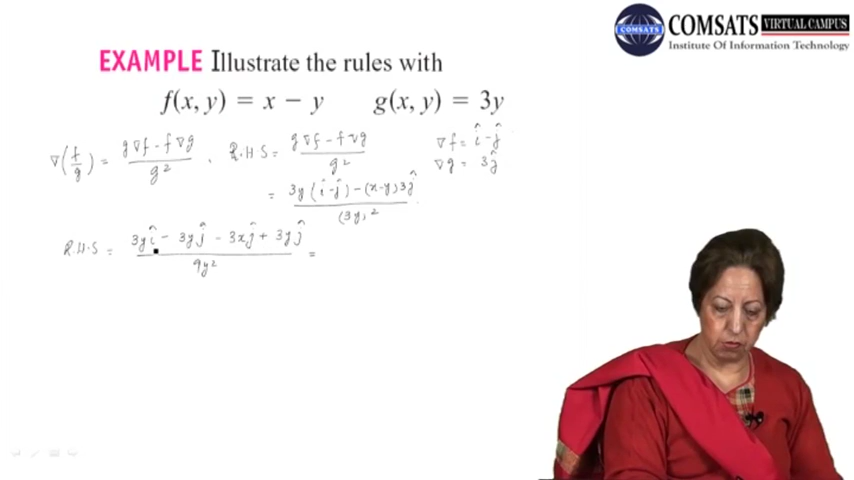 COMSATS VIRTUAL CAMPUS
Institute Of Information Technology
EXAMPLE Illustrate the rules with
f(x, y) = x − y g(x, y) = 3y
∇(f/g) = (g∇f − f∇g)/g² , R.H.S = (g∇f − f∇g)/g² ∇f = î − ĵ
∇g = 3ĵ
= (3y(î − ĵ) − (x−y)3ĵ)/(3y)²
R.H.S = (3yî − 3yĵ − 3xĵ + 3yĵ)/9y² =